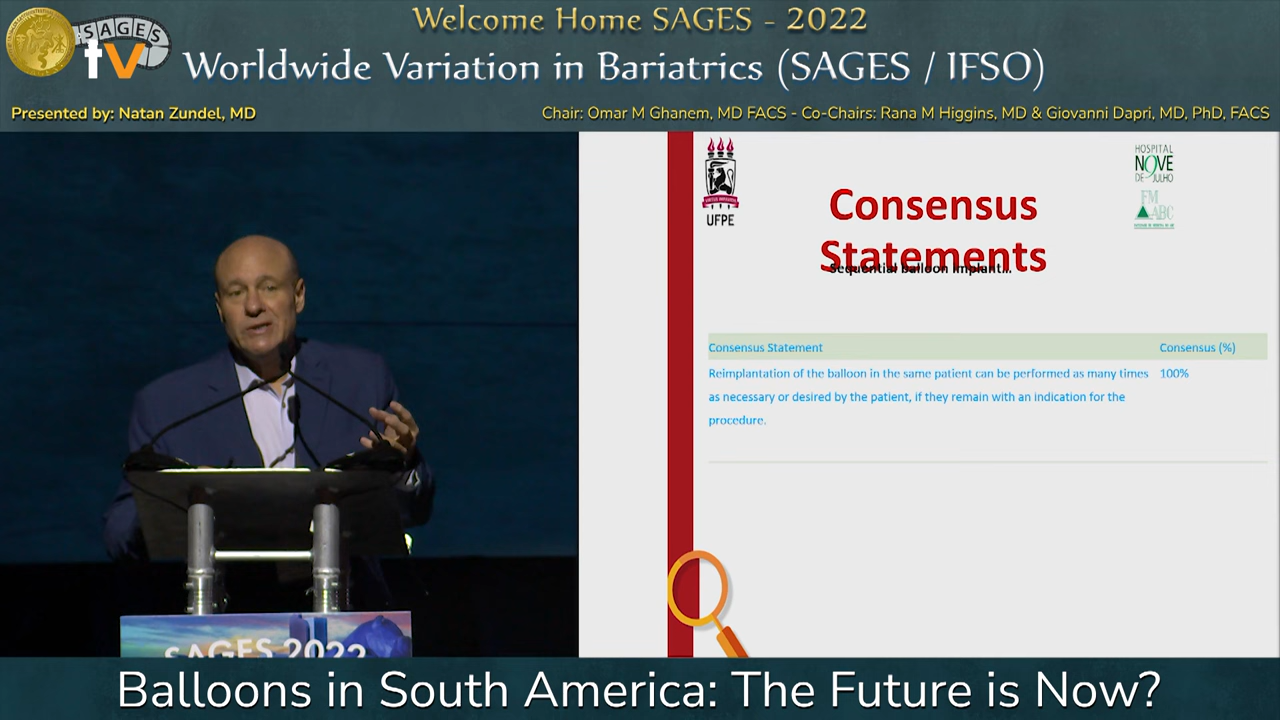 Welcome Home SAGES - 2022
SAGES
tv
Worldwide Variation in Bariatrics (SAGES / IFSO)
Presented by: Natan Zundel, MD
Chair: Omar M Ghanem, MD FACS - Co-Chairs: Rana M Higgins, MD & Giovanni Dapri, MD, PhD, FACS
UFPE
HOSPITAL
NOVE
DE JULHO
FM
ABC
Consensus
Statements
Sequential balloon implant...
Consensus Statement
Consensus (%)
Reimplantation of the balloon in the same patient can be performed as many times
100%
as necessary or desired by the patient, if they remain with an indication for the
procedure.
SAGES 2022
Balloons in South America: The Future is Now?